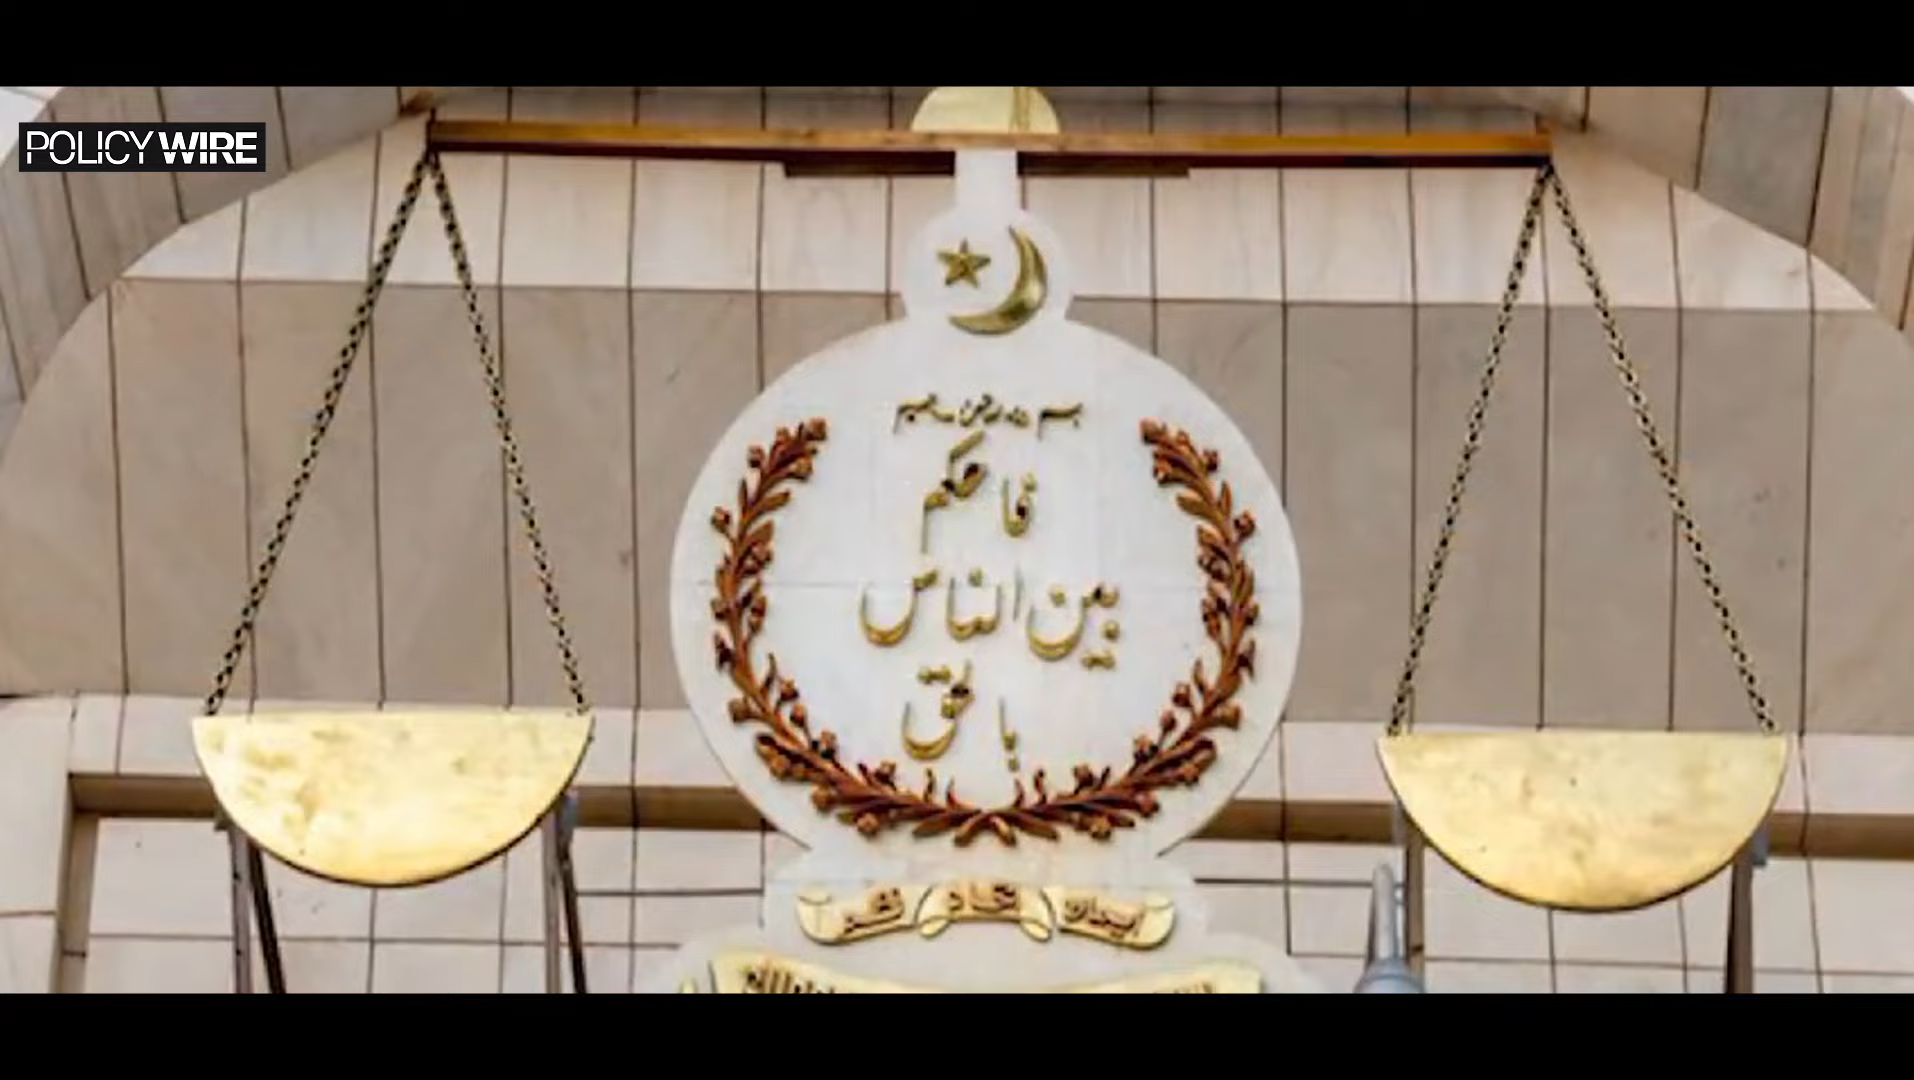 POLICY WIRE
بسم اللہ الرحمن الرحیم
فاحکم
بین الناس
بالحق
ایمان اتحاد نظم